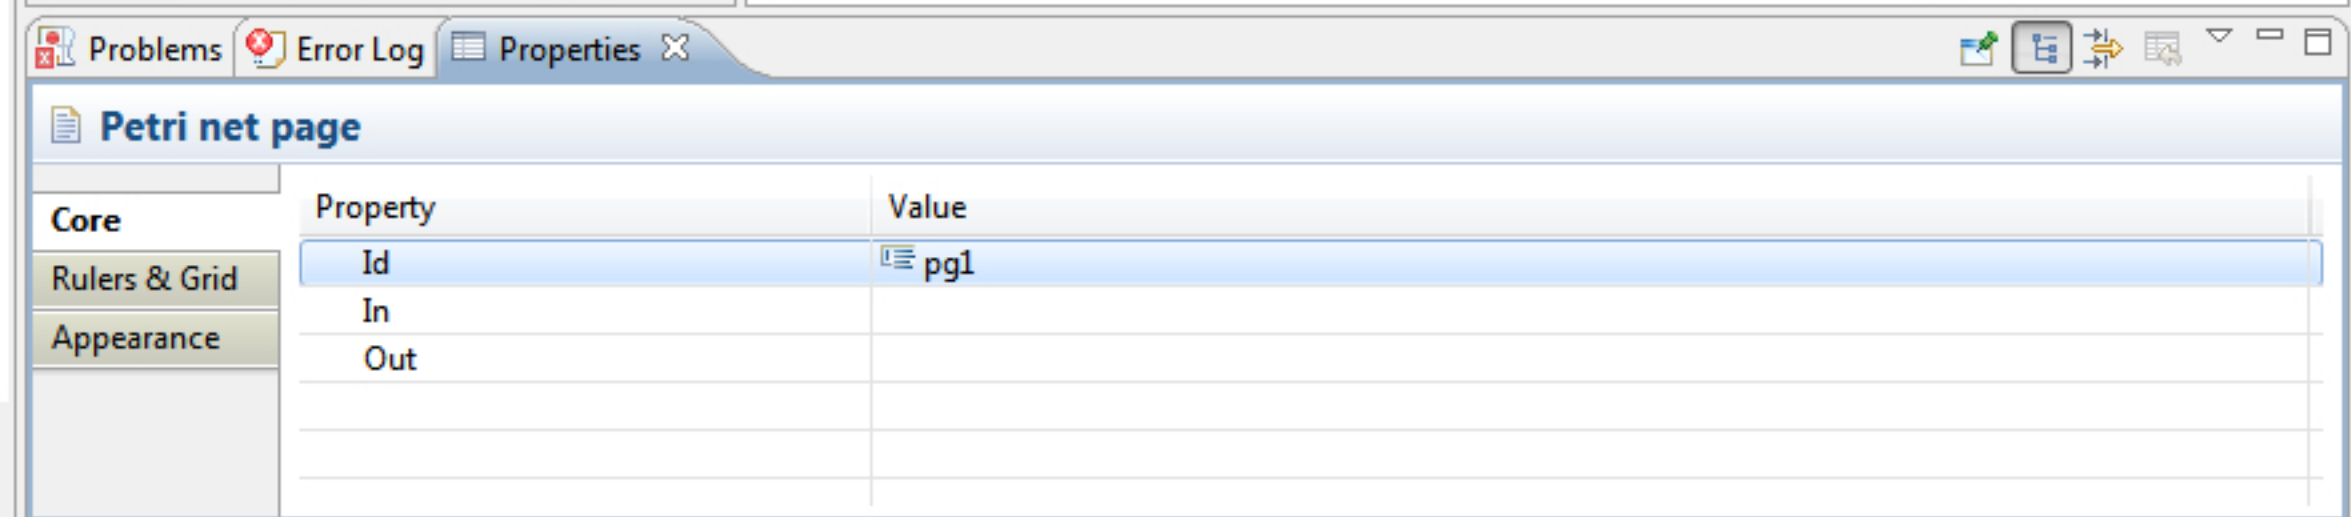 Problems Error Log Properties
Petri net page
Core
Rulers & Grid
Appearance
Property Value
Id pg1
In
Out